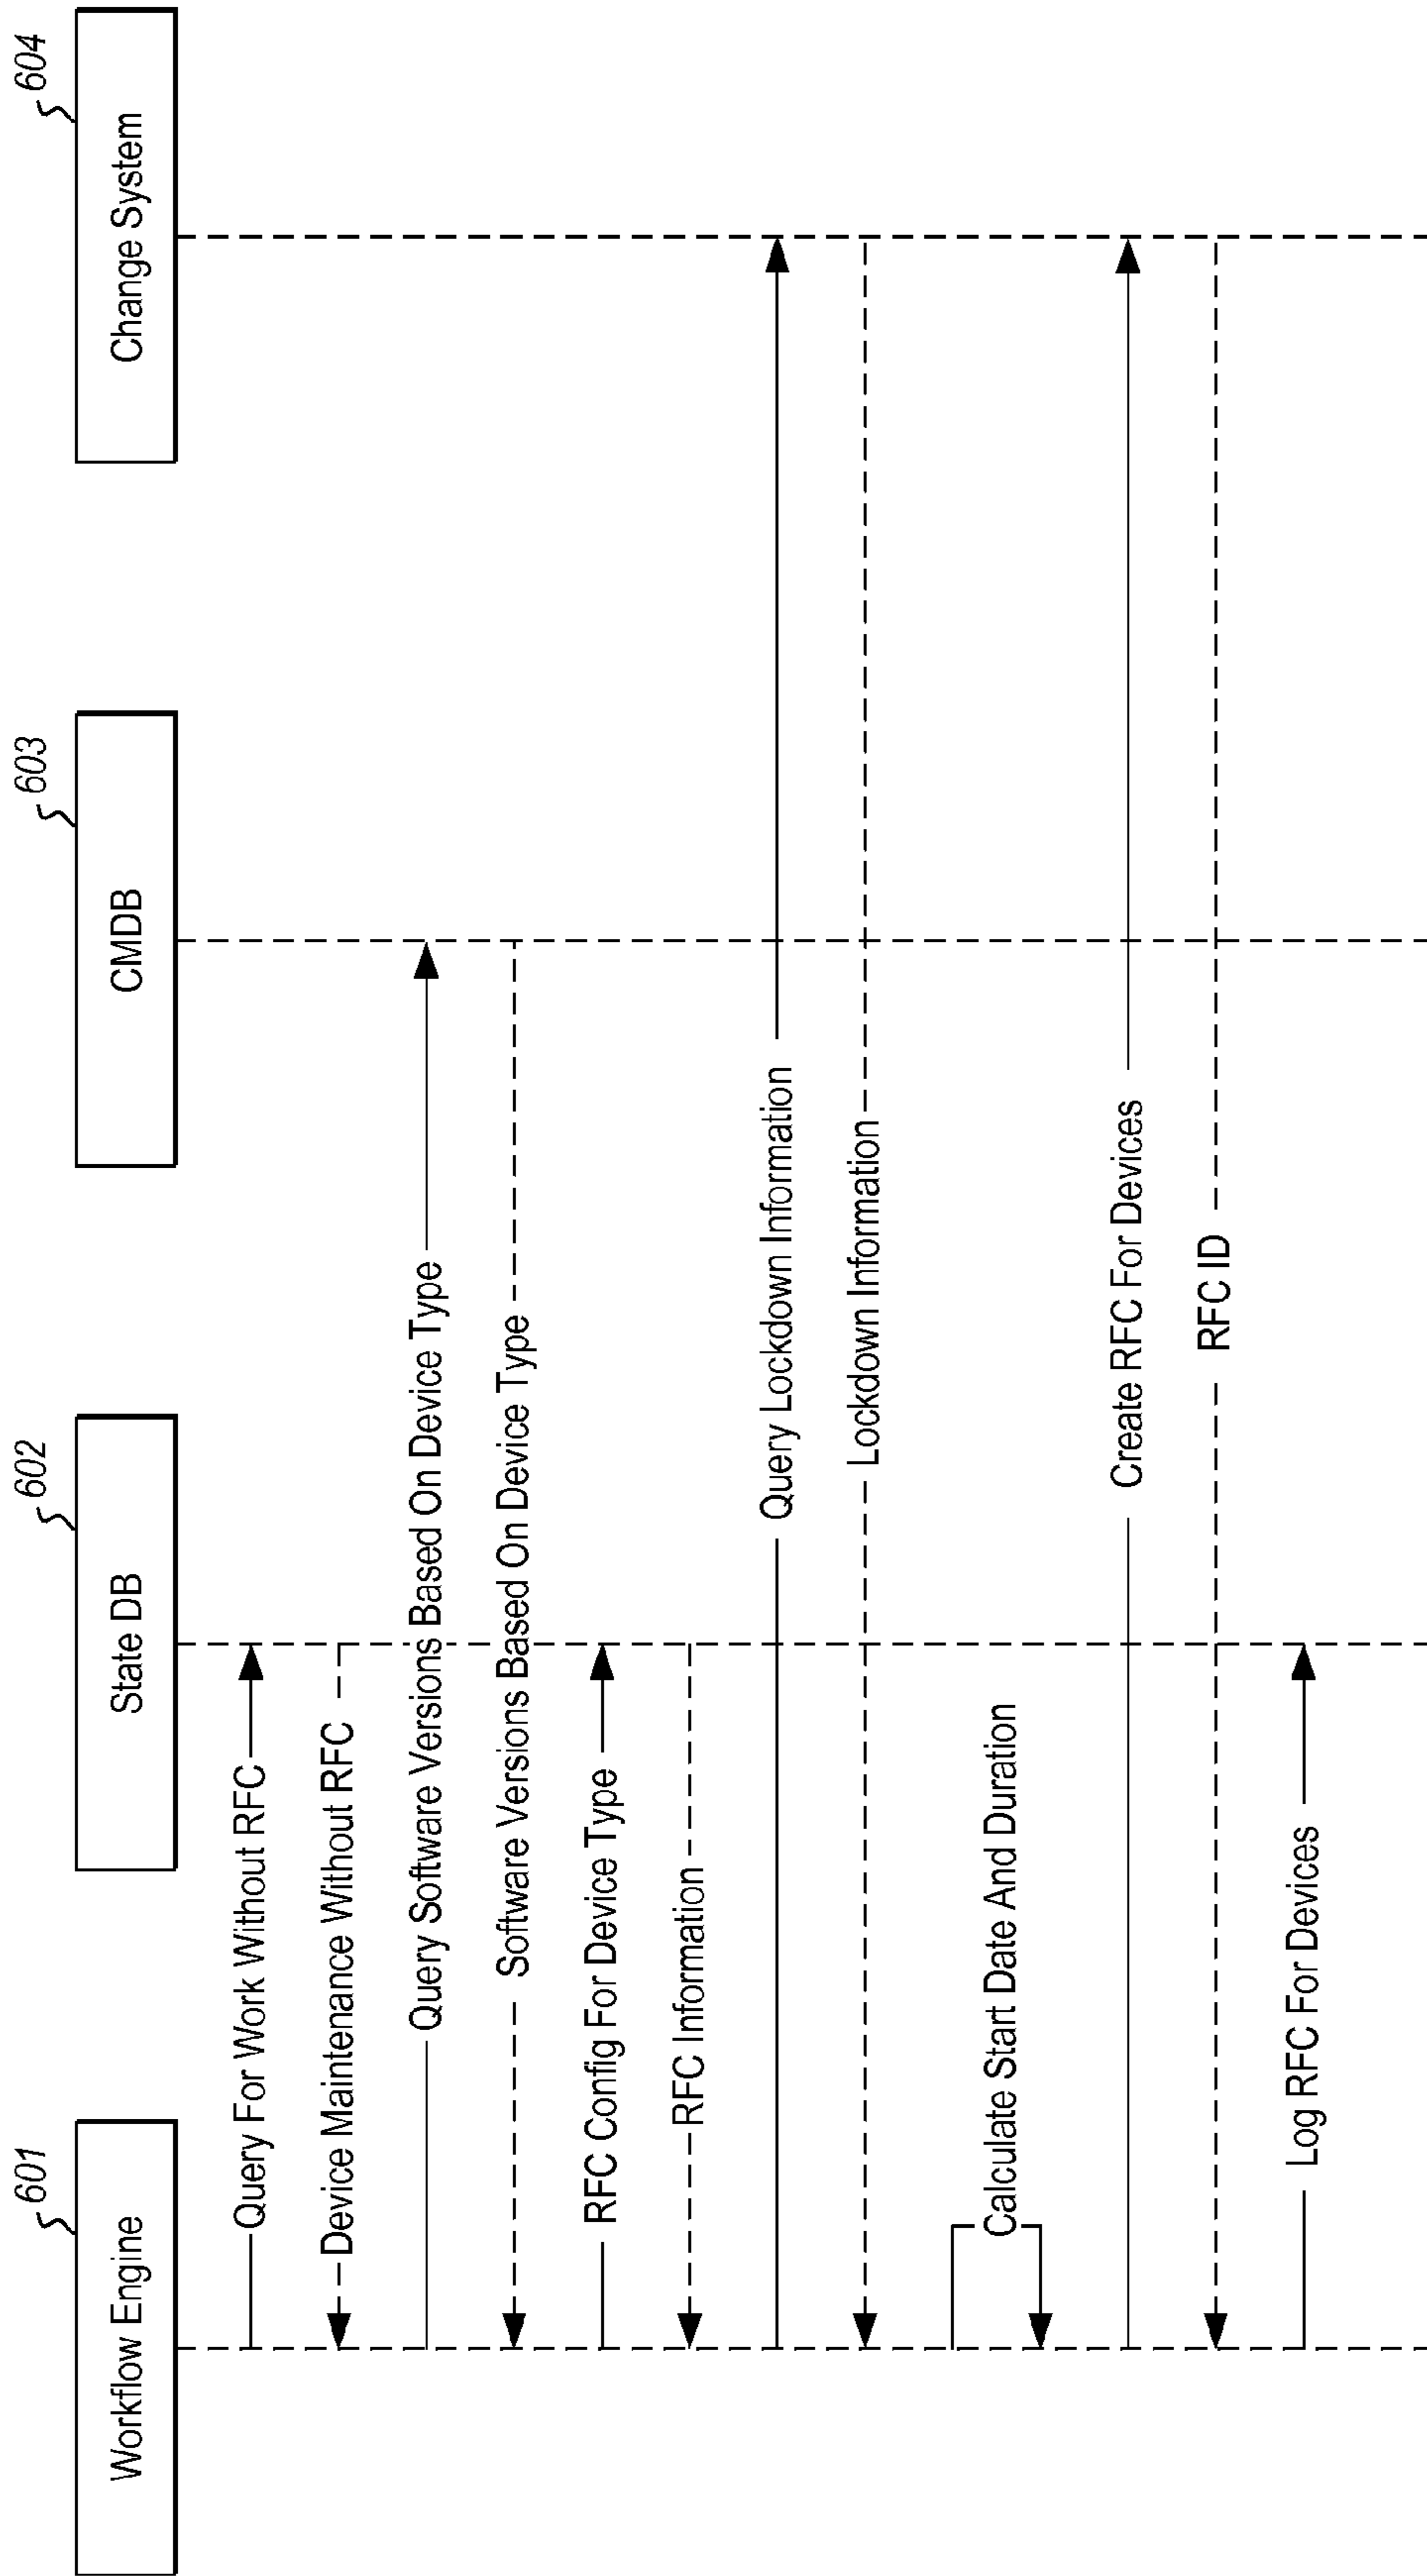 601
602
603
604
Workflow Engine
State DB
CMDB
Change System
Query For Work Without RFC
Device Maintenance Without RFC
Query Software Versions Based On Device Type
Software Versions Based On Device Type
RFC Config For Device Type
RFC Information
Query Lockdown Information
Lockdown Information
Calculate Start Date And Duration
Create RFC For Devices
RFC ID
Log RFC For Devices